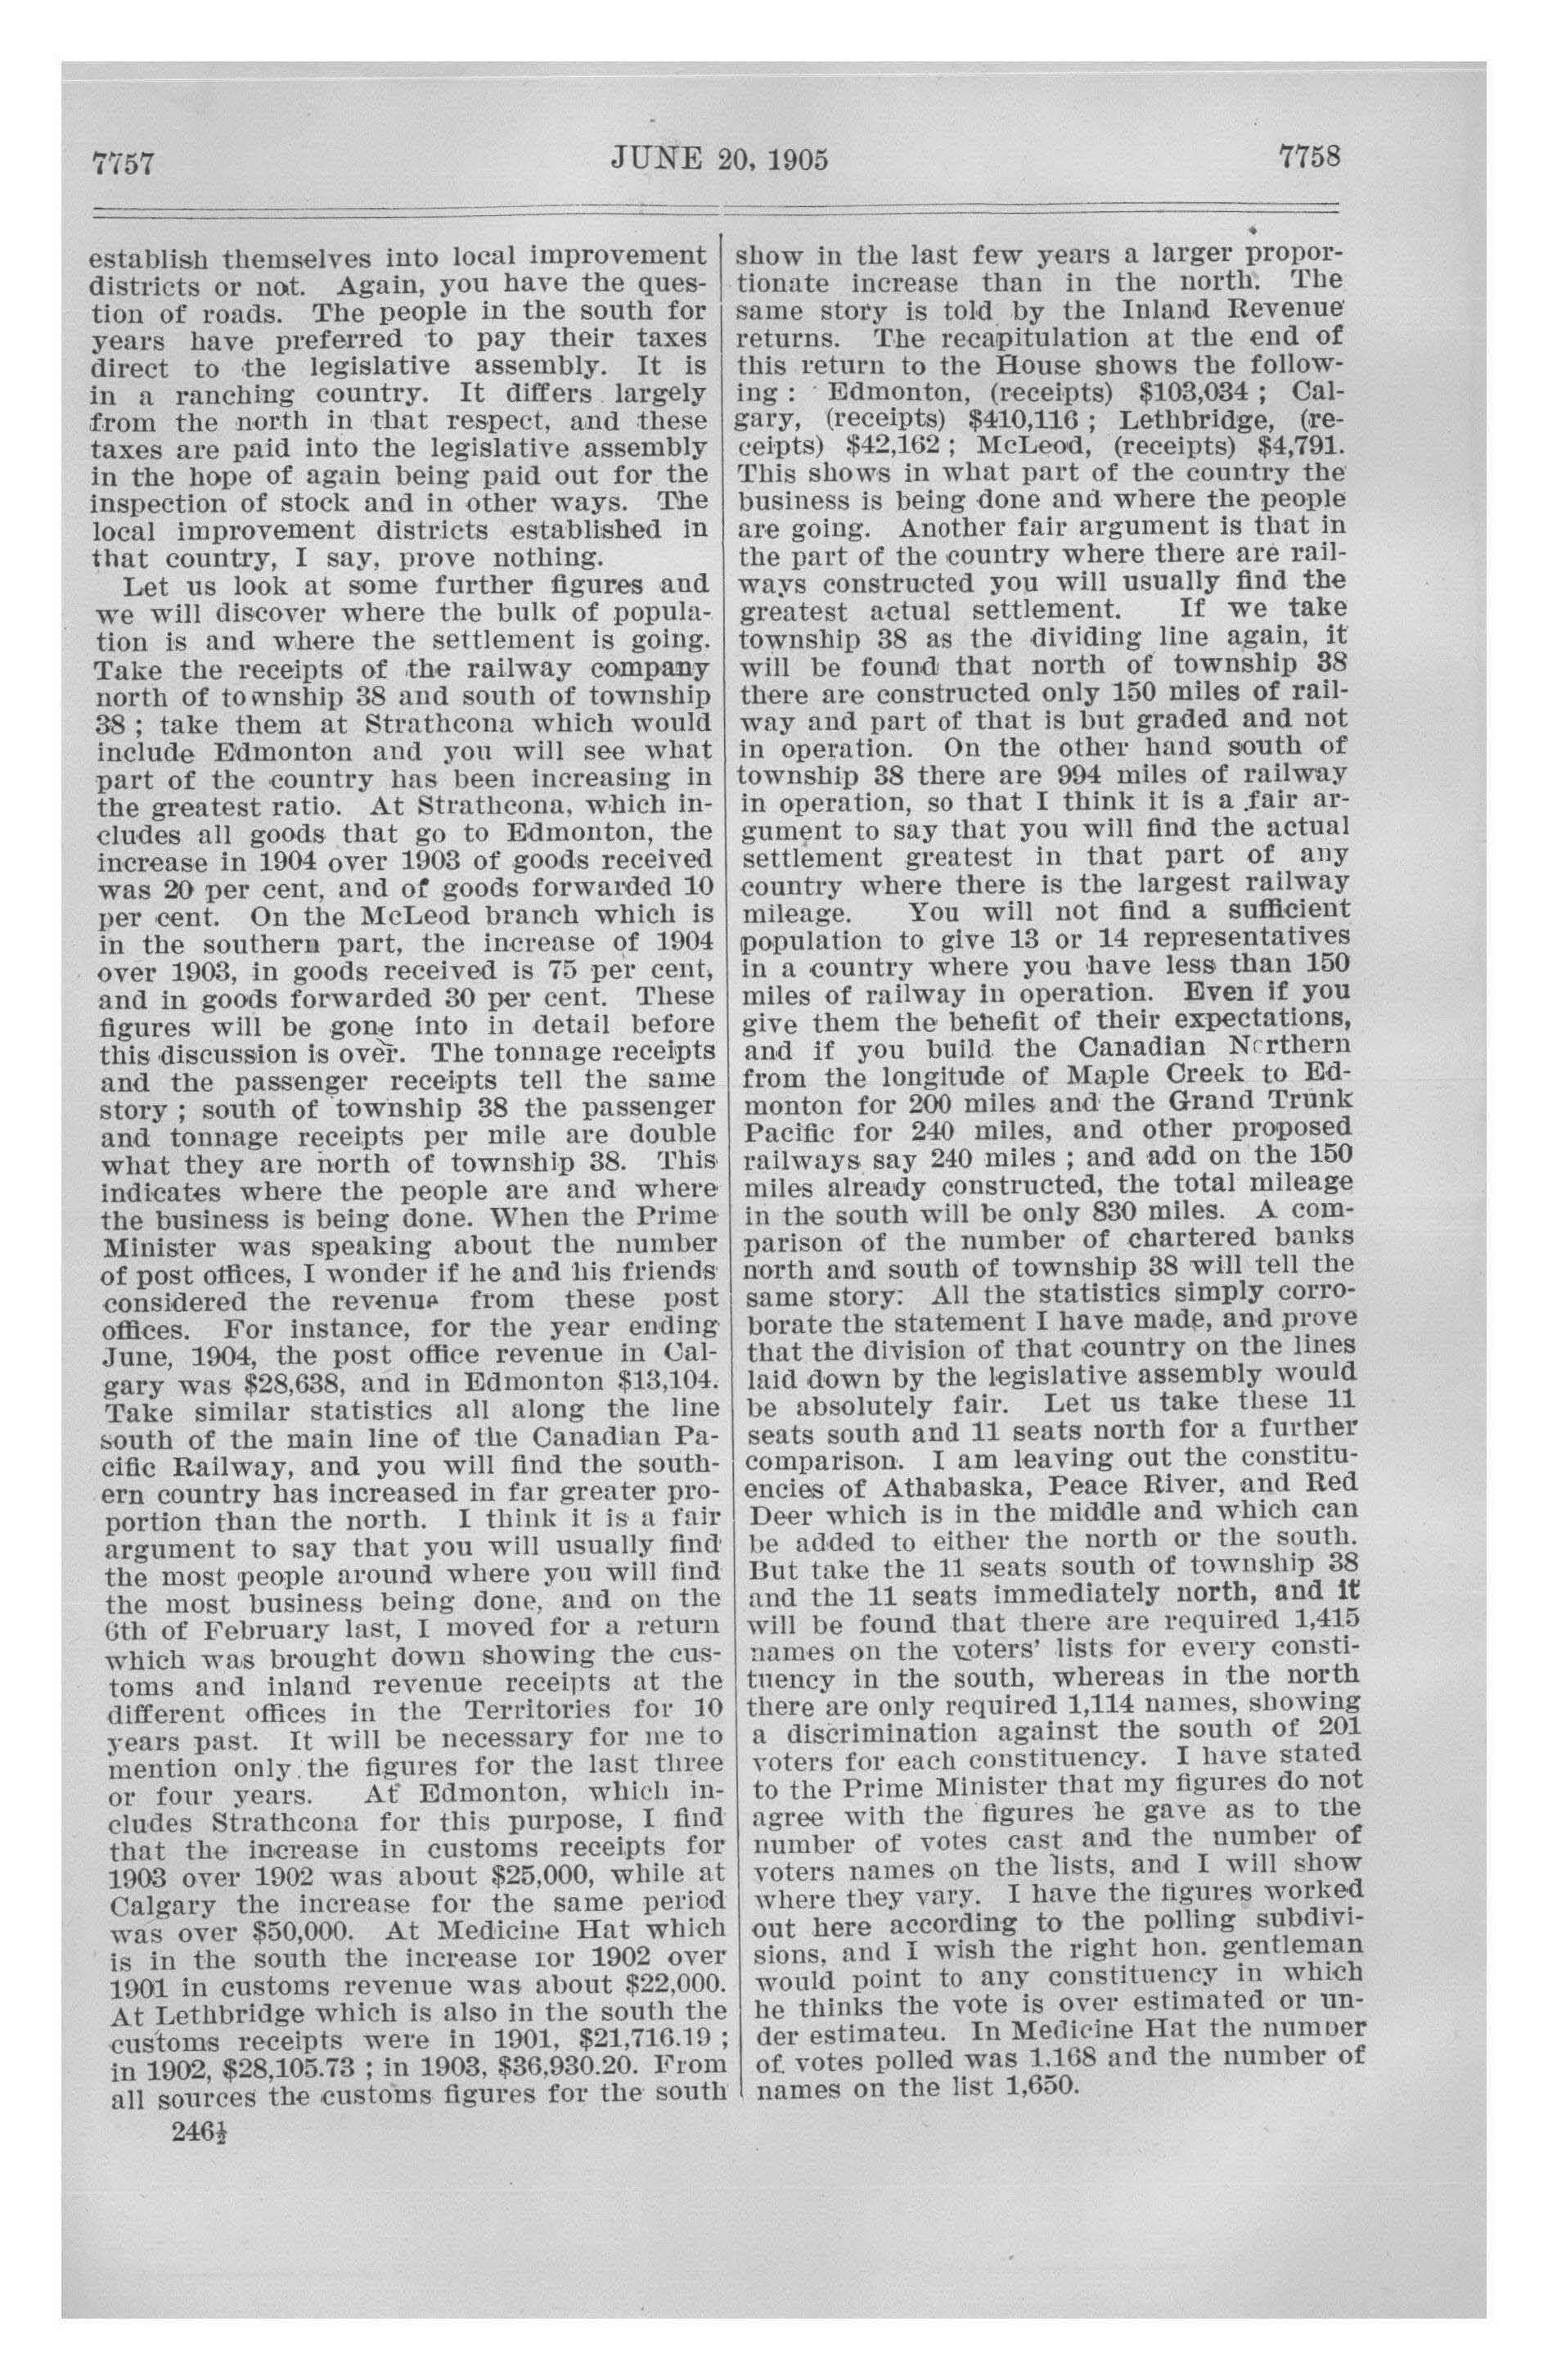 7757
JUNE 20, 1905
7758
establish themselves into local improvement
districts or not. Again, you have the ques-
tion of roads. The people in the south for
years have preferred to pay their taxes
direct to the legislative assembly. It is
in a ranching country. It differs largely
from the north in that respect, and these
taxes are paid into the legislative assembly
in the hope of again being paid out for the
inspection of stock and in other ways. The
local improvement districts established in
that country, I say, prove nothing.
Let us look at some further figures and
we will discover where the bulk of popula-
tion is and where the settlement is going.
Take the receipts of the railway company
north of township 38 and south of township
38 ; take them at Strathcona which would
include Edmonton and you will see what
part of the country has been increasing in
the greatest ratio. At Strathcona, which in-
cludes all goods that go to Edmonton, the
increase in 1904 over 1903 of goods received
was 20 per cent, and of goods forwarded 10
per cent. On the McLeod branch which is
in the southern part, the increase of 1904
over 1903, in goods received is 75 per cent,
and in goods forwarded 30 per cent. These
figures will be gone into in detail before
this discussion is over. The tonnage receipts
and the passenger receipts tell the same
story ; south of township 38 the passenger
and tonnage receipts per mile are double
what they are north of township 38. This
indicates where the people are and where
the business is being done. When the Prime
Minister was speaking about the number
of post offices, I wonder if he and his friends
considered the revenue from these post
offices. For instance, for the year ending
June, 1904, the post office revenue in Cal-
gary was $28,638, and in Edmonton $13,104.
Take similar statistics all along the line
south of the main line of the Canadian Pa-
cific Railway, and you will find the south-
ern country has increased in far greater pro-
portion than the north. I think it is a fair
argument to say that you will usually find
the most people around where you will find
the most business being done, and on the
6th of February last, I moved for a return
which was brought down showing the cus-
toms and inland revenue receipts at the
different offices in the Territories for 10
years past. It will be necessary for me to
mention only the figures for the last three
or four years. At Edmonton, which in-
cludes Strathcona for this purpose, I find
that the increase in customs receipts for
1903 over 1902 was about $25,000, while at
Calgary the increase for the same period
was over $50,000. At Medicine Hat which
is in the south the increase for 1902 over
1901 in customs revenue was about $22,000.
At Lethbridge which is also in the south the
customs receipts were in 1901, $21,716.19 ;
in 1902, $28,105.73 ; in 1903, $36,930.20. From
all sources the customs figures for the south
246½
show in the last few years a larger propor-
tionate increase than in the north. The
same story is told by the Inland Revenue
returns. The recapitulation at the end of
this return to the House shows the follow-
ing : Edmonton, (receipts) $103,034 ; Cal-
gary, (receipts) $410,116 ; Lethbridge, (re-
ceipts) $42,162 ; McLeod, (receipts) $4,791.
This shows in what part of the country the
business is being done and where the people
are going. Another fair argument is that in
the part of the country where there are rail-
ways constructed you will usually find the
greatest actual settlement. If we take
township 38 as the dividing line again, it
will be found that north of township 38
there are constructed only 150 miles of rail-
way and part of that is but graded and not
in operation. On the other hand south of
township 38 there are 994 miles of railway
in operation, so that I think it is a fair ar-
gument to say that you will find the actual
settlement greatest in that part of any
country where there is the largest railway
mileage. You will not find a sufficient
population to give 13 or 14 representatives
in a country where you have less than 150
miles of railway in operation. Even if you
give them the benefit of their expectations,
and if you build the Canadian Northern
from the longitude of Maple Creek to Ed-
monton for 200 miles and the Grand Trunk
Pacific for 240 miles, and other proposed
railways say 240 miles ; and add on the 150
miles already constructed, the total mileage
in the south will be only 830 miles. A com-
parison of the number of chartered banks
north and south of township 38 will tell the
same story: All the statistics simply corro-
borate the statement I have made, and prove
that the division of that country on the lines
laid down by the legislative assembly would
be absolutely fair. Let us take these 11
seats south and 11 seats north for a further
comparison. I am leaving out the constitu-
encies of Athabaska, Peace River, and Red
Deer which is in the middle and which can
be added to either the north or the south.
But take the 11 seats south of township 38
and the 11 seats immediately north, and it
will be found that there are required 1,415
names on the voters' lists for every consti-
tuency in the south, whereas in the north
there are only required 1,114 names, showing
a discrimination against the south of 201
voters for each constituency. I have stated
to the Prime Minister that my figures do not
agree with the figures he gave as to the
number of votes cast and the number of
voters names on the lists, and I will show
where they vary. I have the figures worked
out here according to the polling subdivi-
sions, and I wish the right hon. gentleman
would point to any constituency in which
he thinks the vote is over estimated or un-
der estimated. In Medicine Hat the number
of votes polled was 1.168 and the number of
names on the list 1,650.